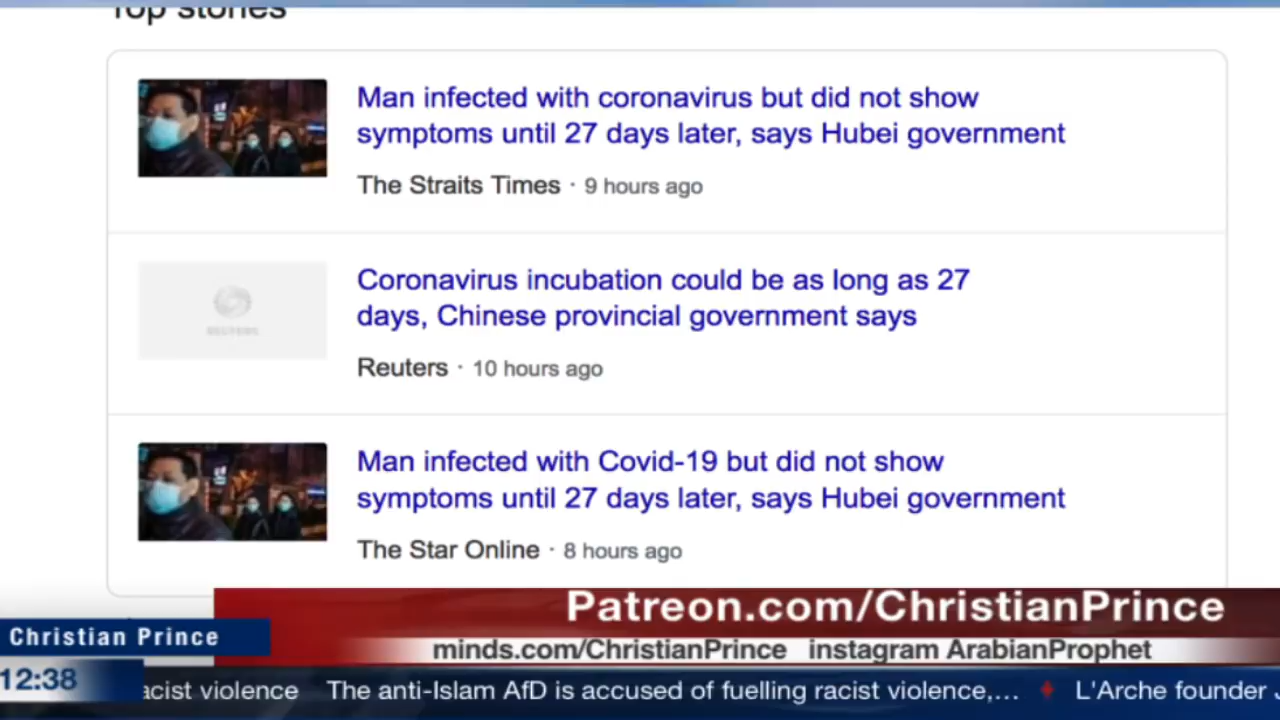 Top stories
Man infected with coronavirus but did not show
symptoms until 27 days later, says Hubei government
The Straits Times · 9 hours ago
REUTERS
Coronavirus incubation could be as long as 27
days, Chinese provincial government says
Reuters · 10 hours ago
Man infected with Covid-19 but did not show
symptoms until 27 days later, says Hubei government
The Star Online · 8 hours ago
Patreon.com/ChristianPrince
Christian Prince
minds.com/ChristianPrince instagram ArabianProphet
12:38
acist violence The anti-Islam AfD is accused of fuelling racist violence,... ♦ L'Arche founder J